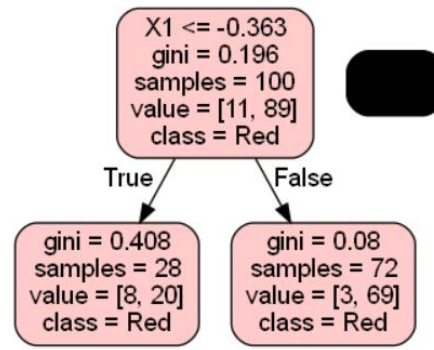 X1 <= -0.363
gini = 0.196
samples = 100
value = [11, 89]
class = Red
True
False
gini = 0.408
samples = 28
value = [8, 20]
class = Red
gini = 0.08
samples = 72
value = [3, 69]
class = Red